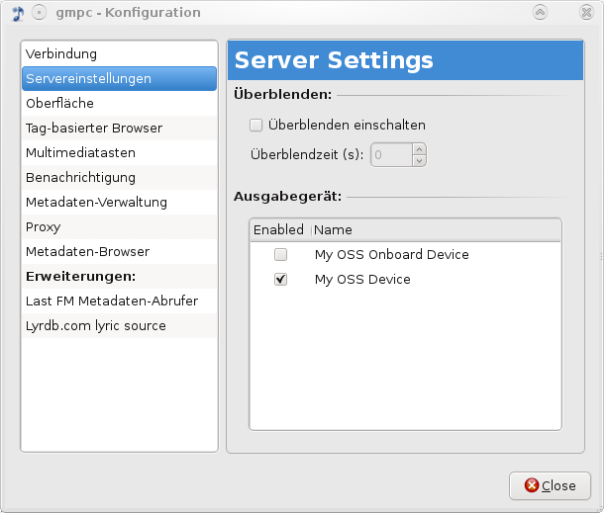 gmpc - Konfiguration
Verbindung
Servereinstellungen
Oberfläche
Tag-basierter Browser
Multimediatasten
Benachrichtigung
Metadaten-Verwaltung
Proxy
Metadaten-Browser
Erweiterungen:
Last FM Metadaten-Abrufer
Lyrdb.com lyric source
Server Settings
Überblenden:
Überblenden einschalten
Überblendzeit (s): 0
Ausgabegerät:
Enabled Name
My OSS Onboard Device
My OSS Device
Close